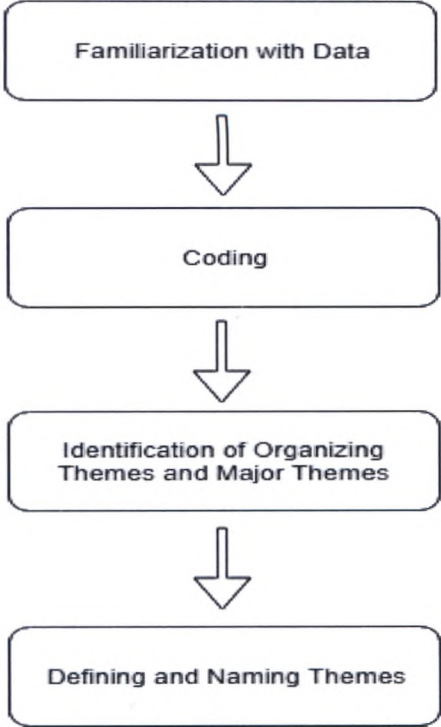 Familiarization with Data
Coding
Identification of Organizing
Themes and Major Themes
Defining and Naming Themes